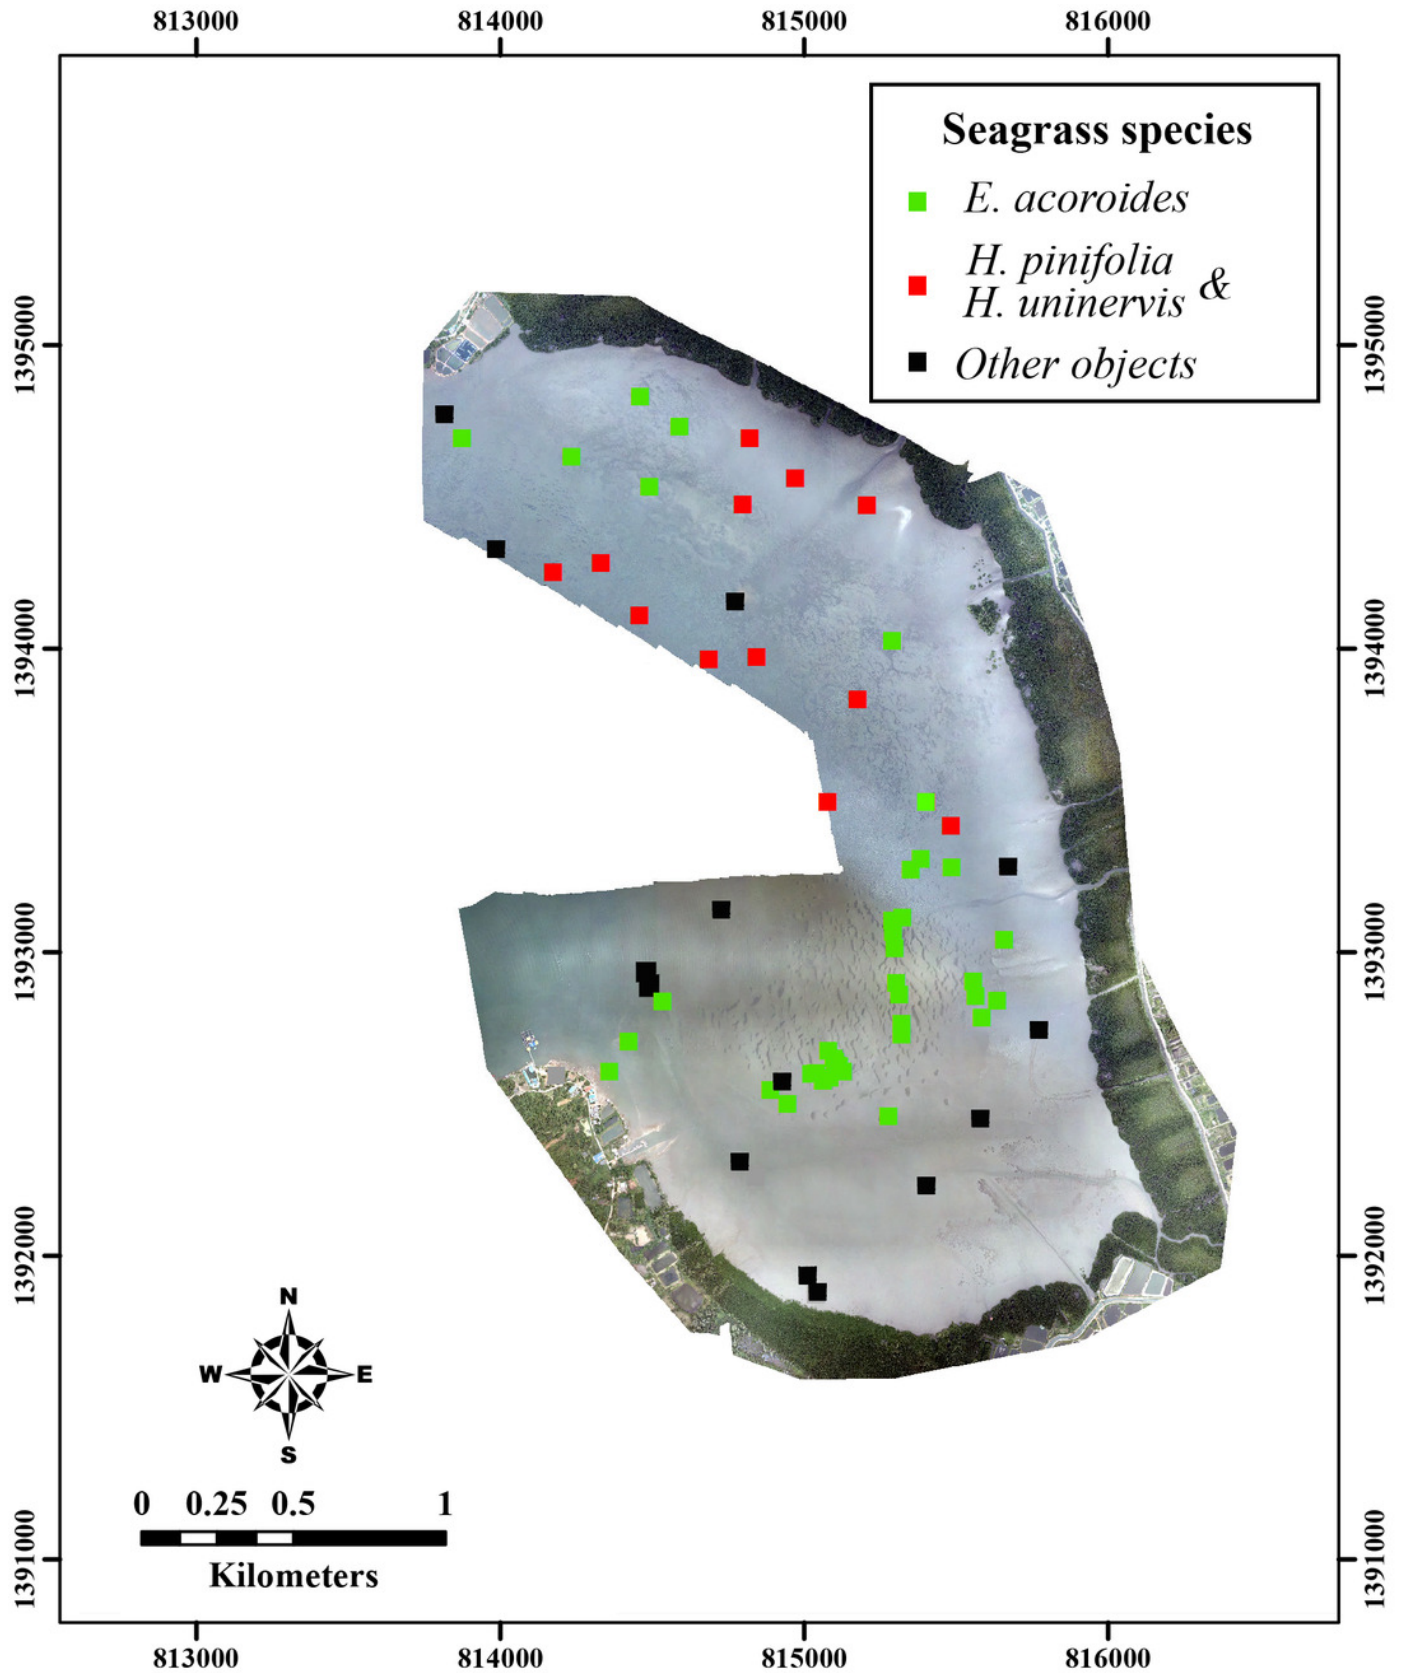 813000 814000 815000 816000
Seagrass species
E. acoroides
H. pinifolia
H. uninervis &
Other objects
1395000 1395000
1394000 1394000
1393000 1393000
1392000 1392000
N
W E
S
0 0.25 0.5 1
Kilometers
1391000 1391000
813000 814000 815000 816000